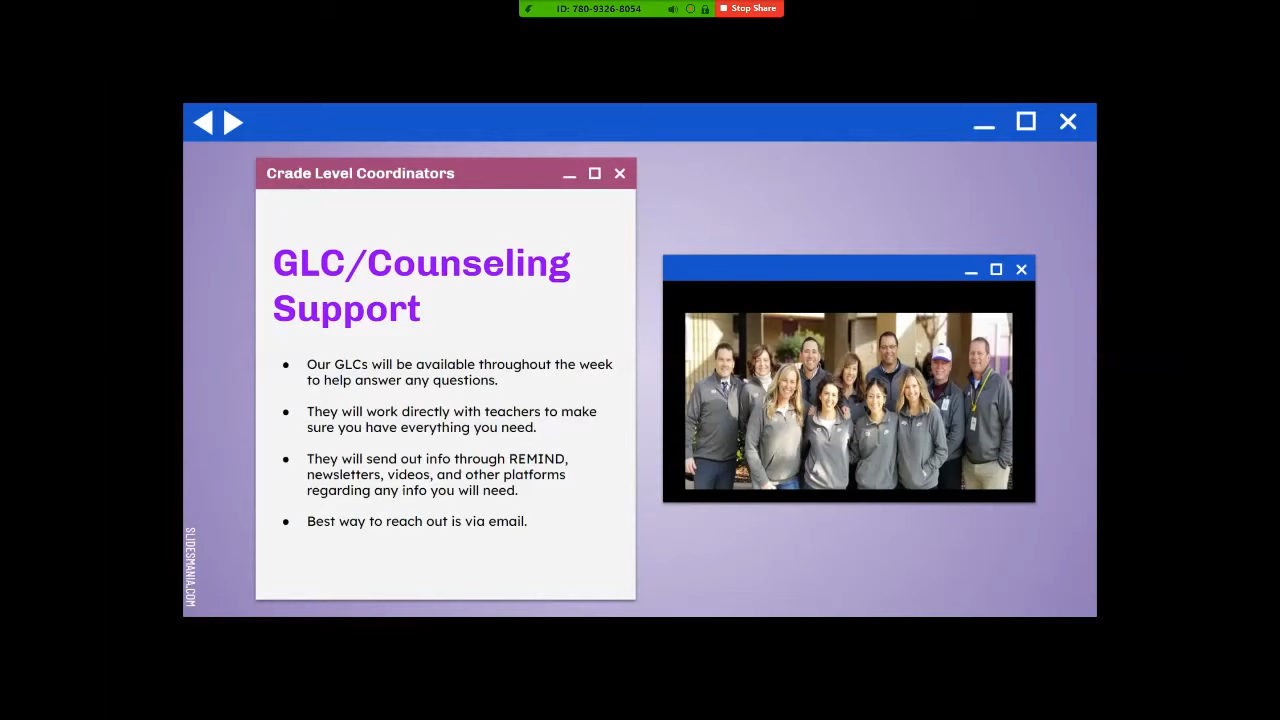 ID: 780-9326-8054
Stop Share
Crade Level Coordinators
GLC/Counseling
Support
● Our GLCs will be available throughout the week
to help answer any questions.
● They will work directly with teachers to make
sure you have everything you need.
● They will send out info through REMIND,
newsletters, videos, and other platforms
regarding any info you will need.
● Best way to reach out is via email.
SLIDESMANIA.COM